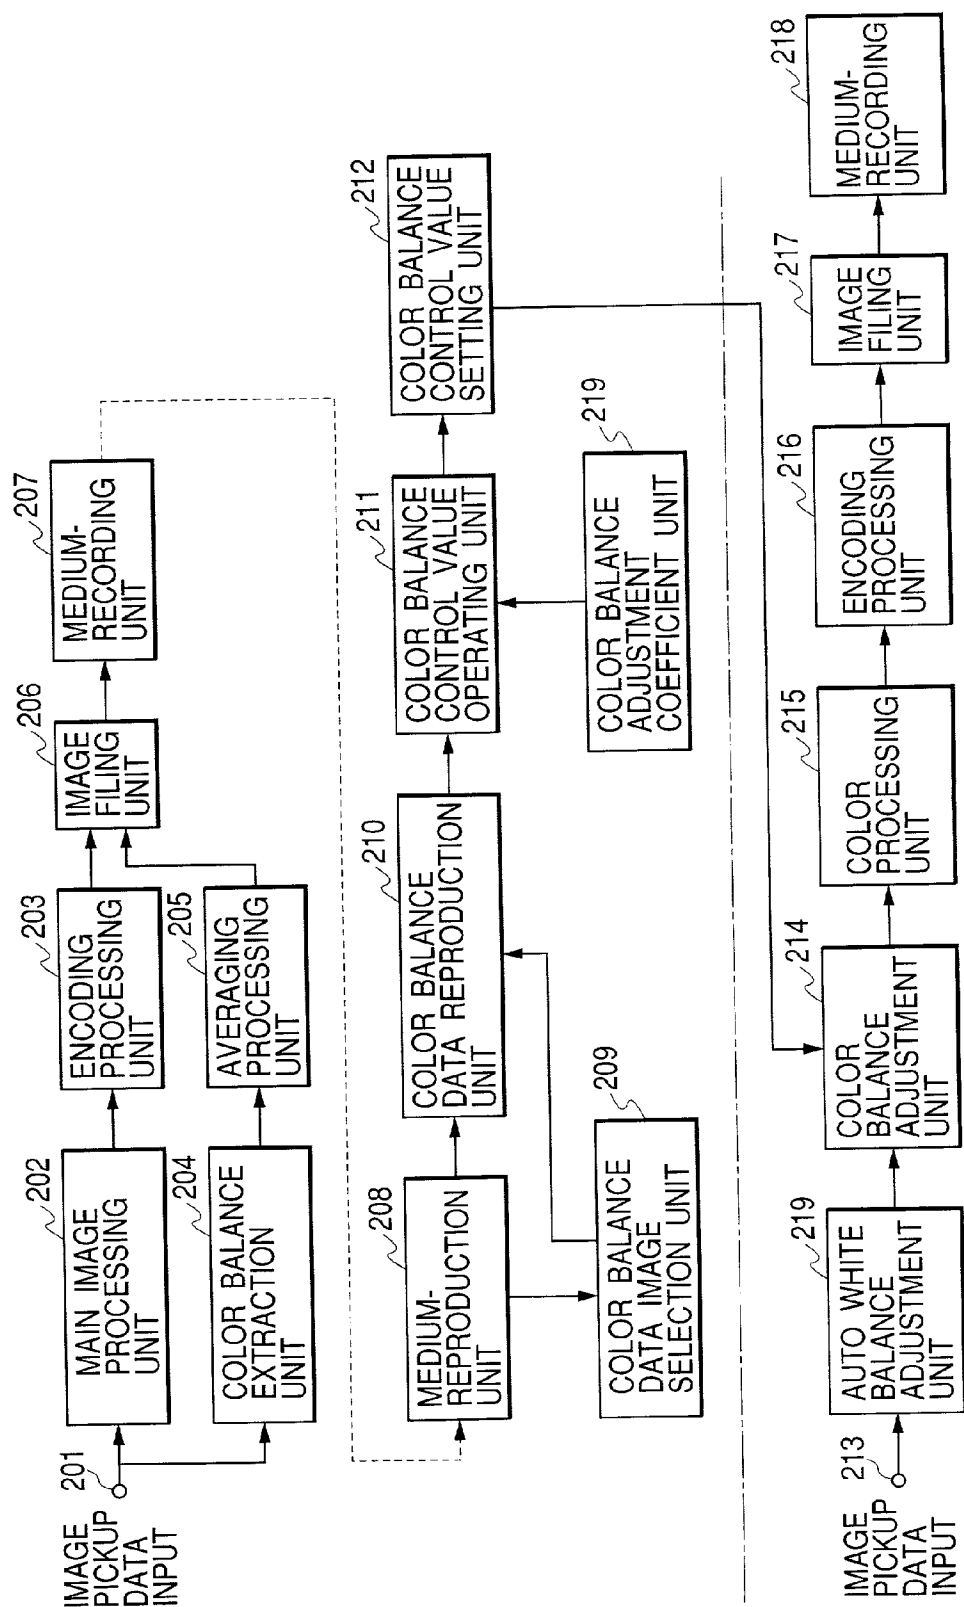 IMAGE
PICKUP
DATA
INPUT
201
202
MAIN IMAGE
PROCESSING
UNIT
203
ENCODING
PROCESSING
UNIT
204
COLOR BALANCE
EXTRACTION
UNIT
205
AVERAGING
PROCESSING
UNIT
206
IMAGE
FILING
UNIT
207
MEDIUM-
RECORDING
UNIT
208
MEDIUM-
REPRODUCTION
UNIT
209
COLOR BALANCE
DATA IMAGE
SELECTION UNIT
210
COLOR BALANCE
DATA REPRODUCTION
UNIT
211
COLOR BALANCE
CONTROL VALUE
OPERATING UNIT
219
COLOR BALANCE
ADJUSTMENT
COEFFICIENT UNIT
212
COLOR BALANCE
CONTROL VALUE
SETTING UNIT
IMAGE
PICKUP
DATA
INPUT
213
219
AUTO WHITE
BALANCE
ADJUSTMENT
UNIT
214
COLOR
BALANCE
ADJUSTMENT
UNIT
215
COLOR
PROCESSING
UNIT
216
ENCODING
PROCESSING
UNIT
217
IMAGE
FILING
UNIT
218
MEDIUM-
RECORDING
UNIT